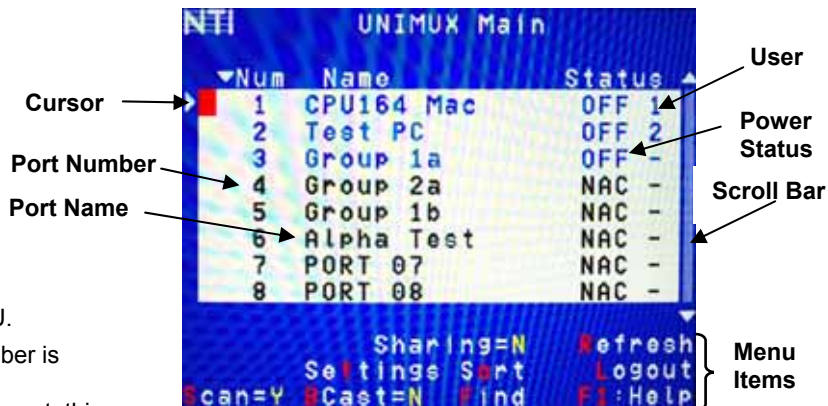 NTI UNIMUX Main
User
▼Num Name Status
Cursor
1 CPU164 Mac OFF 1
2 Test PC OFF 2
Power Status
3 Group 1a OFF -
Port Number
4 Group 2a NAC -
Scroll Bar
5 Group 1b NAC -
Port Name
6 Alpha Test NAC -
7 PORT 07 NAC -
8 PORT 08 NAC -
U.
ber is
Sharing=N Refresh
Settings Sort Logout
Menu Items
Scan=Y BCast=N Find F1:Help